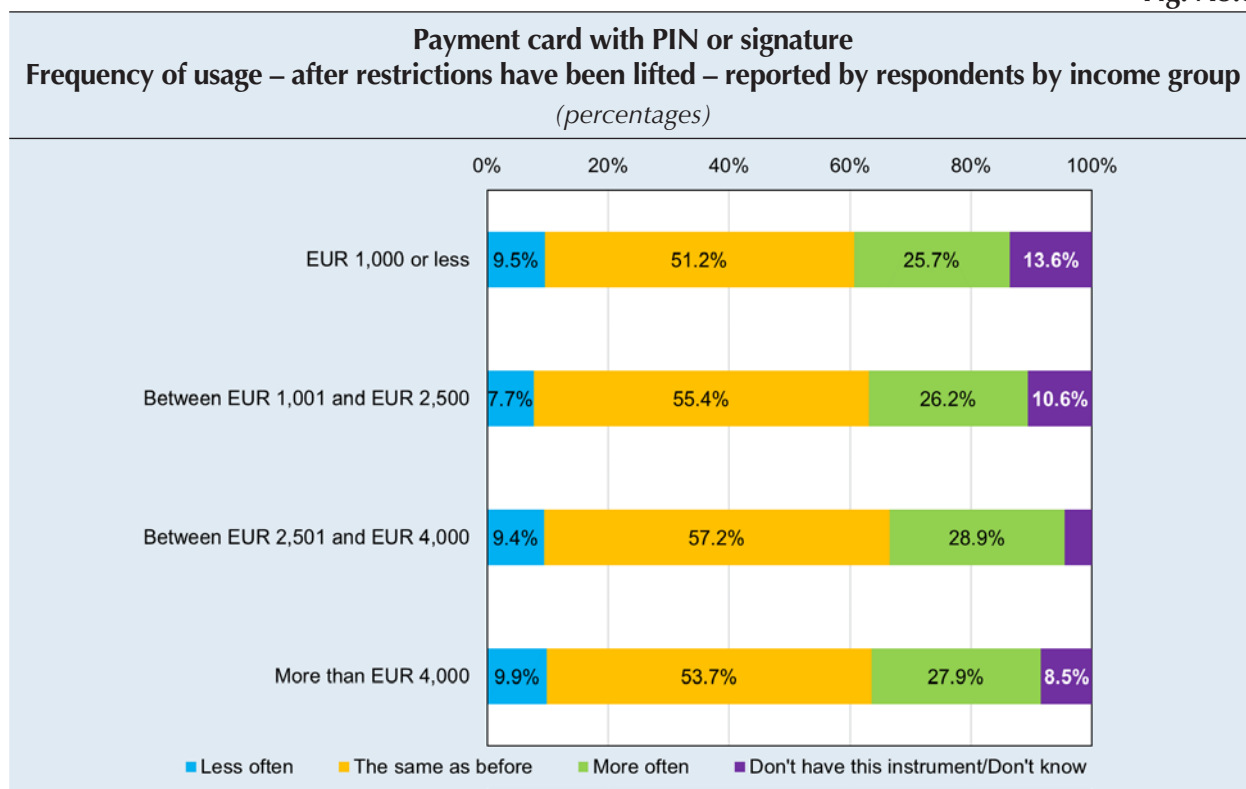 Payment card with PIN or signature
Frequency of usage – after restrictions have been lifted – reported by respondents by income group
(percentages)
0% 20% 40% 60% 80% 100%
EUR 1,000 or less 9.5% 51.2% 25.7% 13.6%
Between EUR 1,001 and EUR 2,500 7.7% 55.4% 26.2% 10.6%
Between EUR 2,501 and EUR 4,000 9.4% 57.2% 28.9%
More than EUR 4,000 9.9% 53.7% 27.9% 8.5%
Less often The same as before More often Don't have this instrument/Don't know